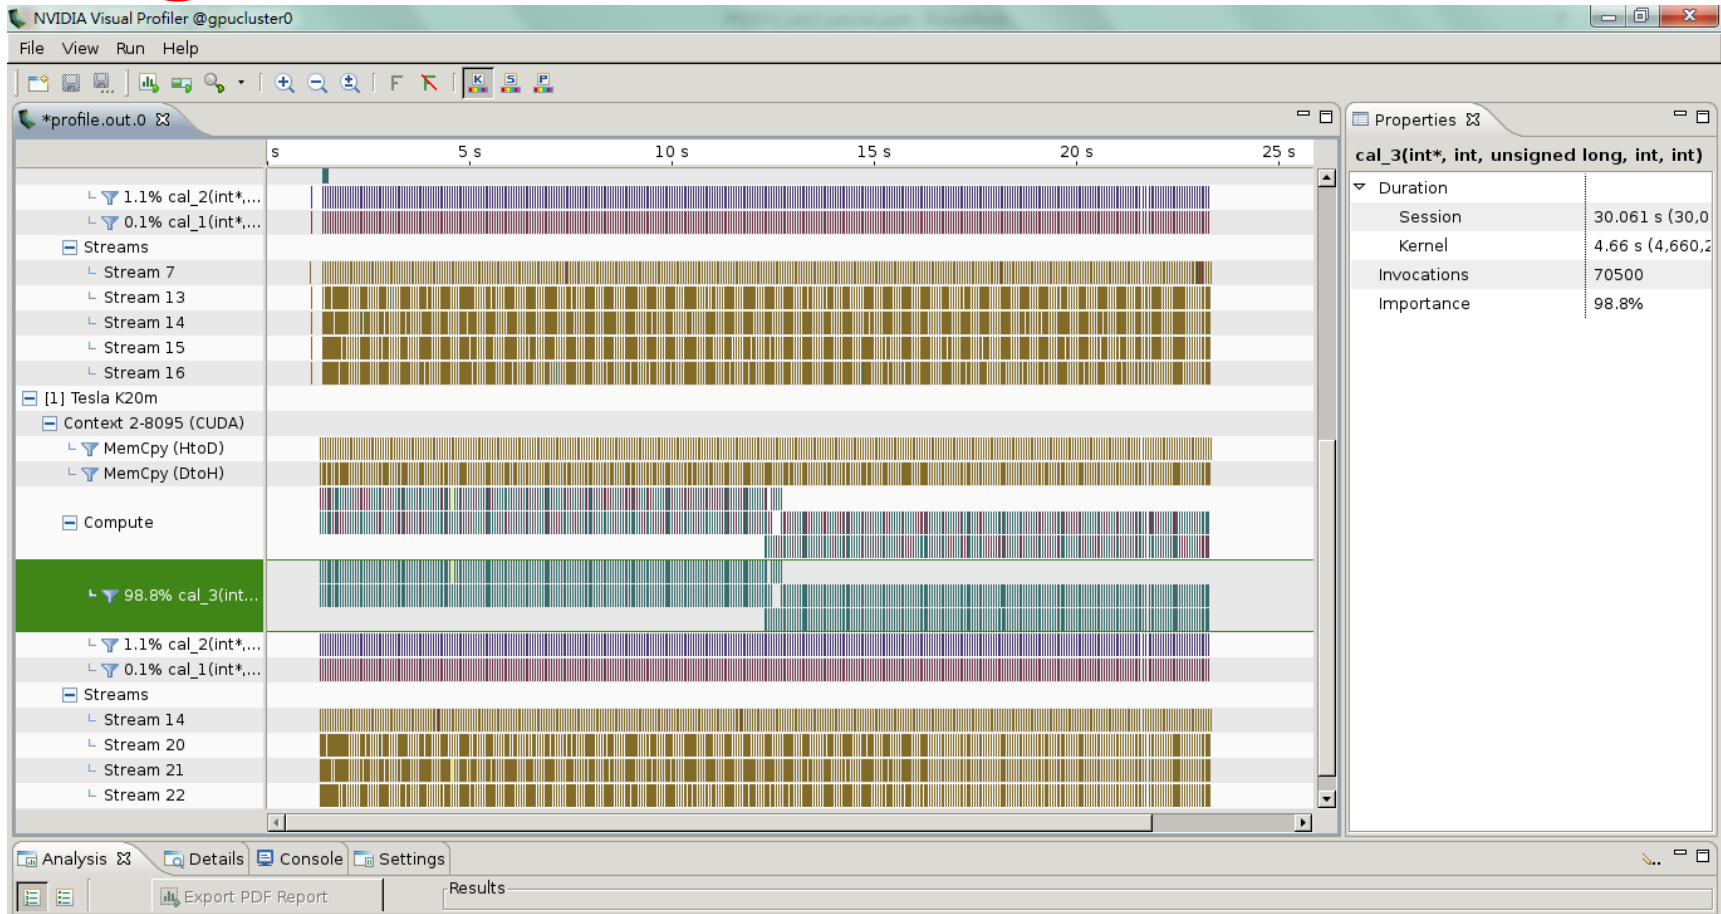 NVIDIA Visual Profiler @gpucluster0
File View Run Help
K S P
*profile.out.0
Properties
s 5 s 10 s 15 s 20 s 25 s
cal_3(int*, int, unsigned long, int, int)
Duration
Session 30.061 s (30,0
Kernel 4.66 s (4,660,2
Invocations 70500
Importance 98.8%
1.1% cal_2(int*,...
0.1% cal_1(int*,...
Streams
Stream 7
Stream 13
Stream 14
Stream 15
Stream 16
[1] Tesla K20m
Context 2-8095 (CUDA)
MemCpy (HtoD)
MemCpy (DtoH)
Compute
98.8% cal_3(int...
1.1% cal_2(int*,...
0.1% cal_1(int*,...
Streams
Stream 14
Stream 20
Stream 21
Stream 22
Analysis Details Console Settings
Export PDF Report
Results